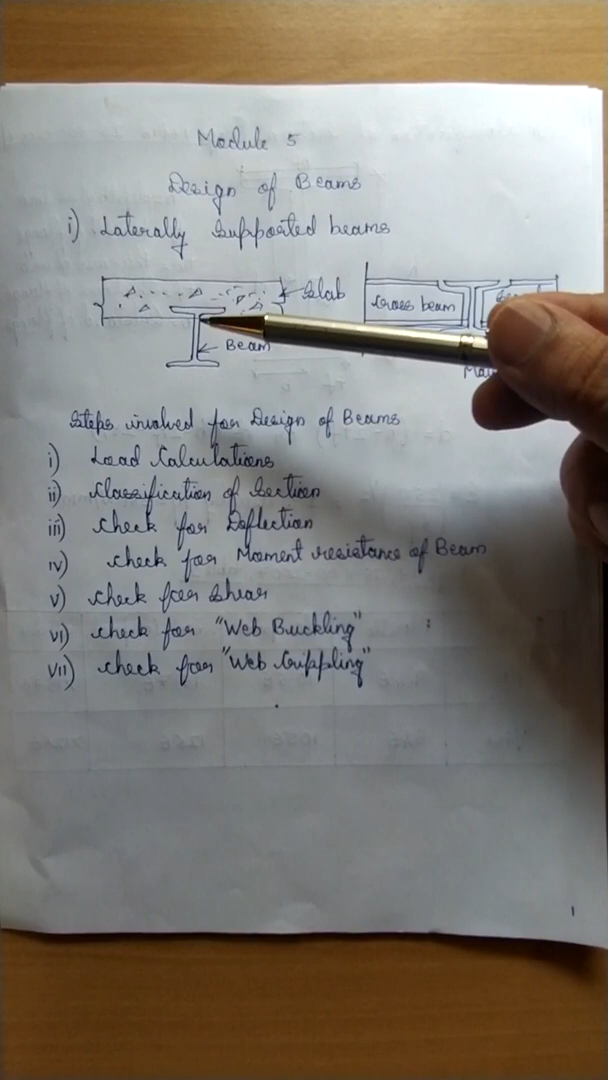 Module 5
Design of Beams
i) Laterally supported beams
Slab
Cross beam
Beam
Steps involved for Design of Beams
i) Load Calculations
ii) Classification of Section
iii) Check for Deflection
iv) check for Moment resistance of Beam
v) check for shear
vi) check for "Web Buckling"
vii) check for "Web Crippling"
1